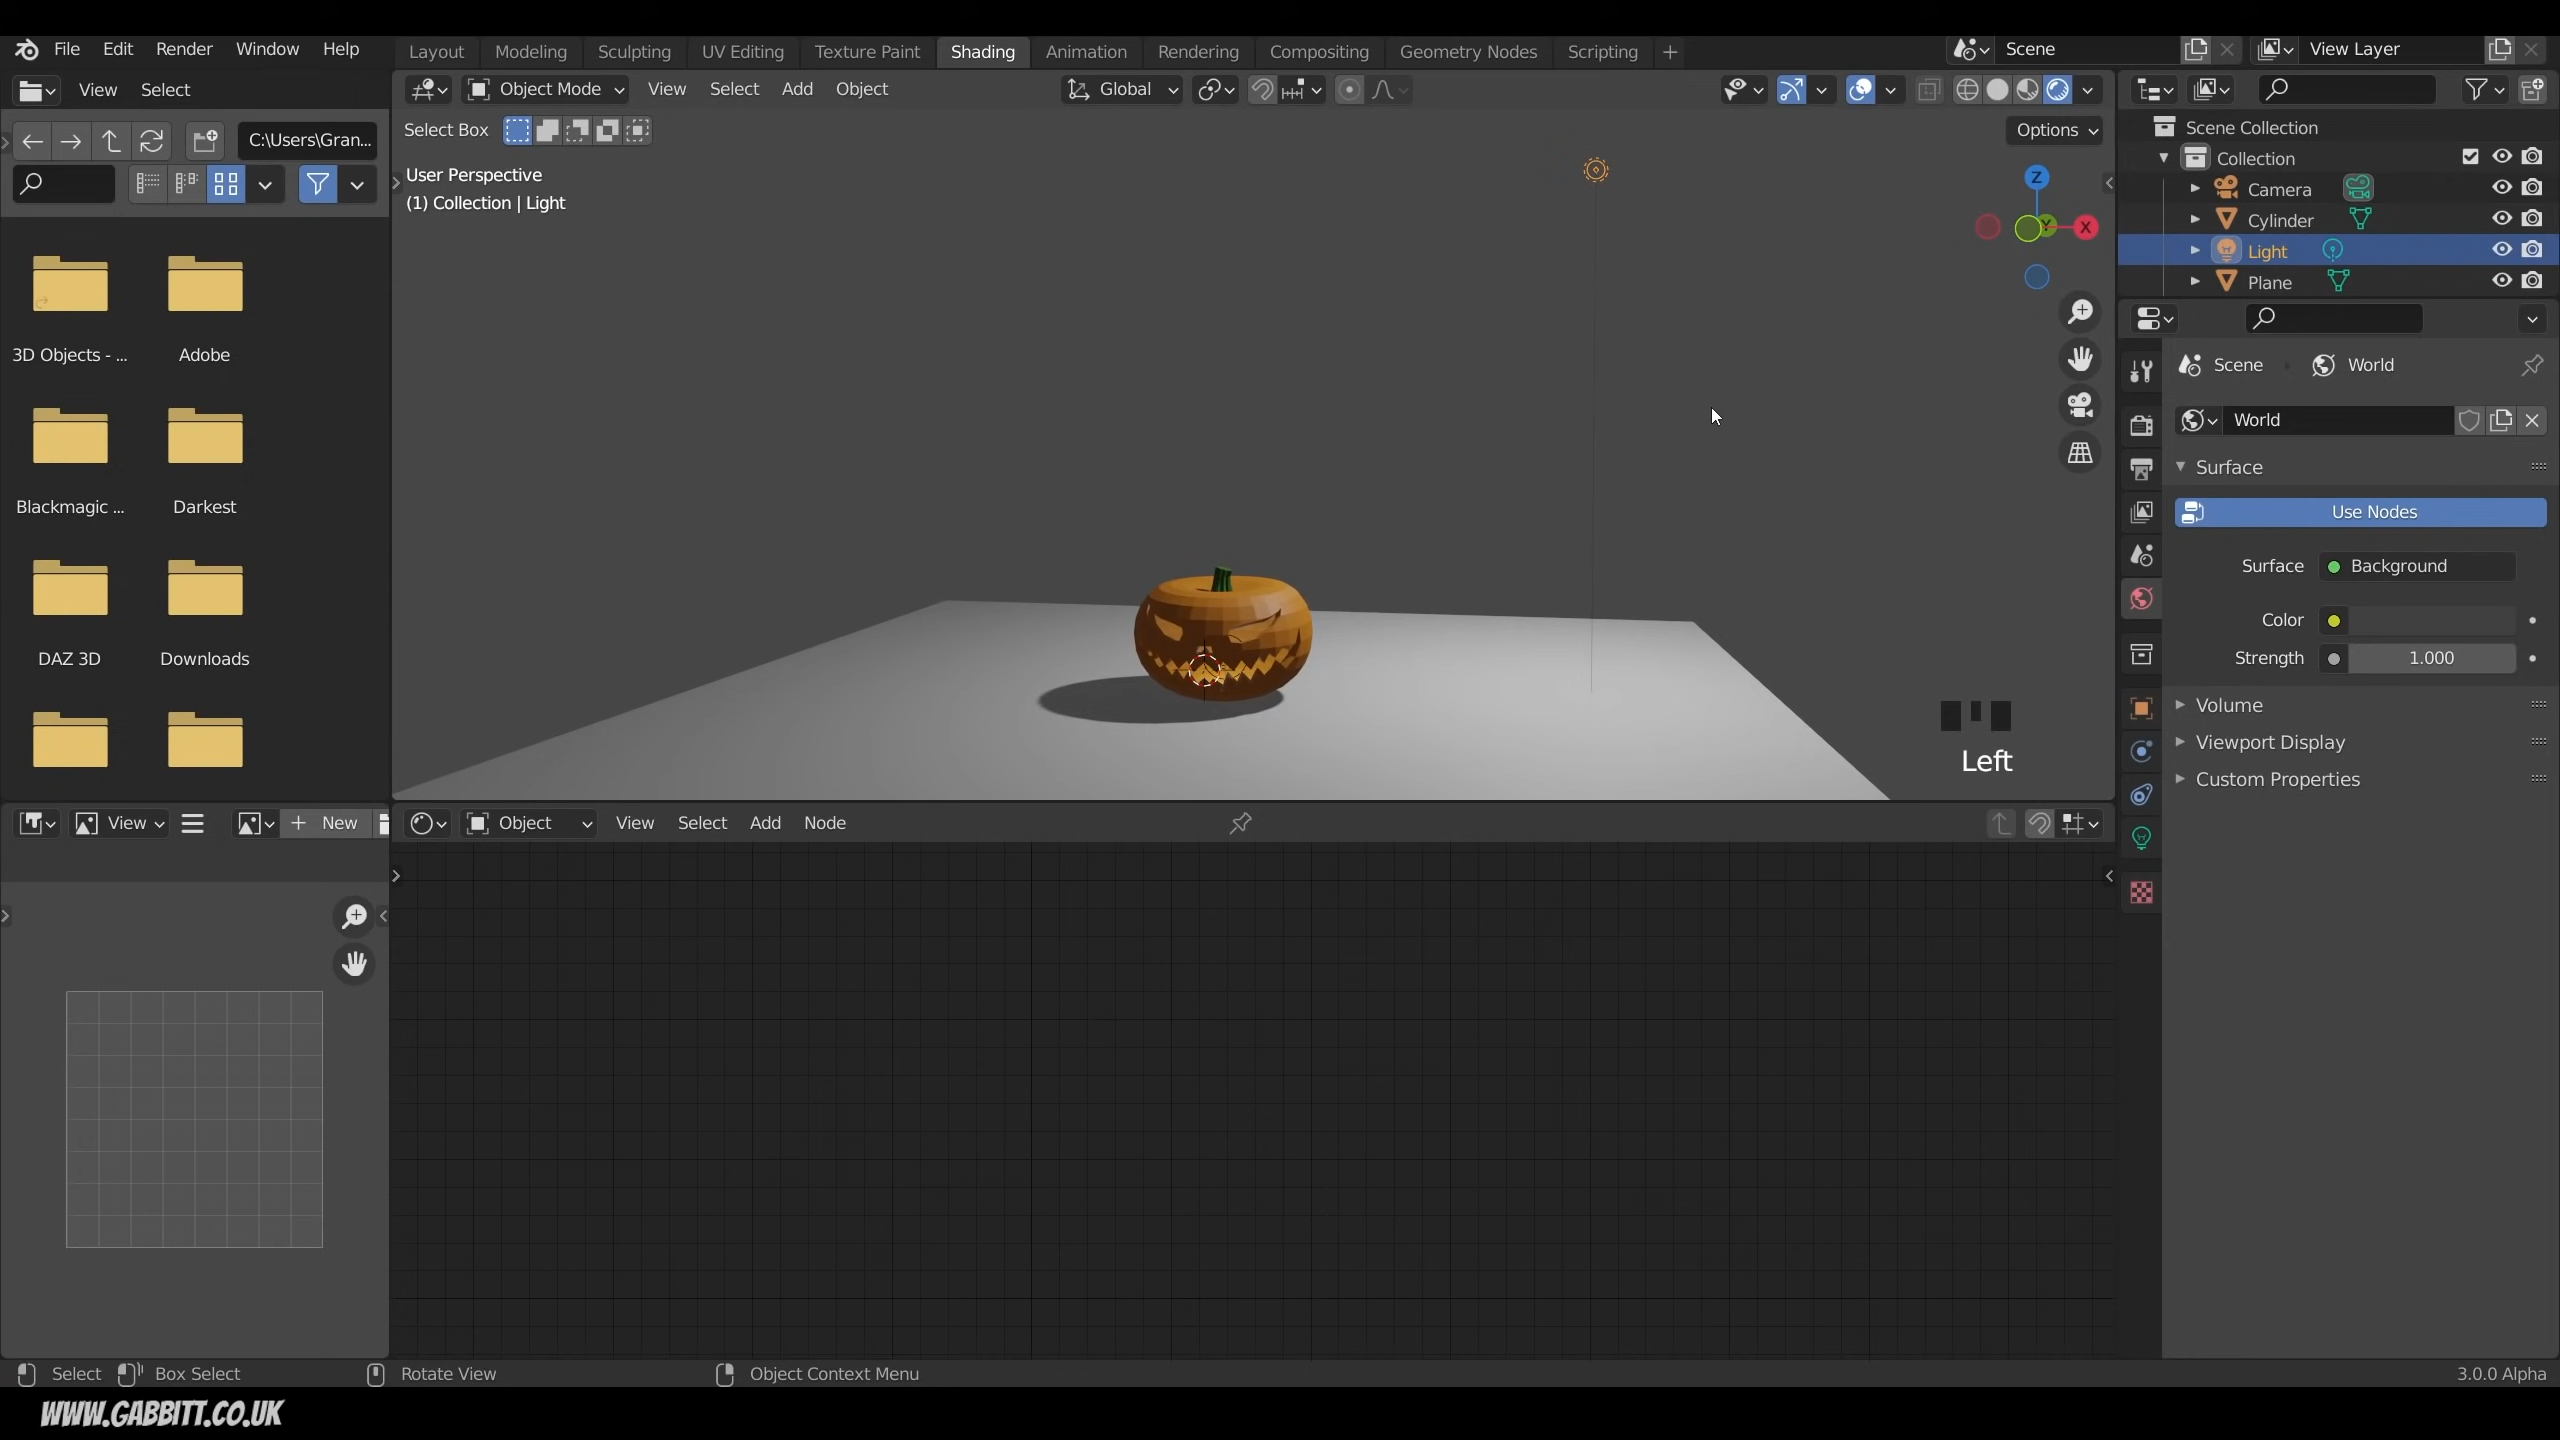 File Edit Render Window Help Layout Modeling Sculpting UV Editing Texture Paint Shading Animation Rendering Compositing Geometry Nodes Scripting Scene View Layer
View Select Object Mode View Select Add Object Global
C:\Users\Gran...
Select Box Options
User Perspective
(1) Collection | Light
Z
Y
X
3D Objects - ... Adobe
Blackmagic ... Darkest
DAZ 3D Downloads
Scene Collection
Collection
Camera
Cylinder
Light
Plane
Scene World
World
Surface
Use Nodes
Surface Background
Color
Strength 1.000
Volume
Viewport Display
Custom Properties
Left
View New Object View Select Add Node
Select Box Select Rotate View Object Context Menu 3.0.0 Alpha
WWW.GABBITT.CO.UK